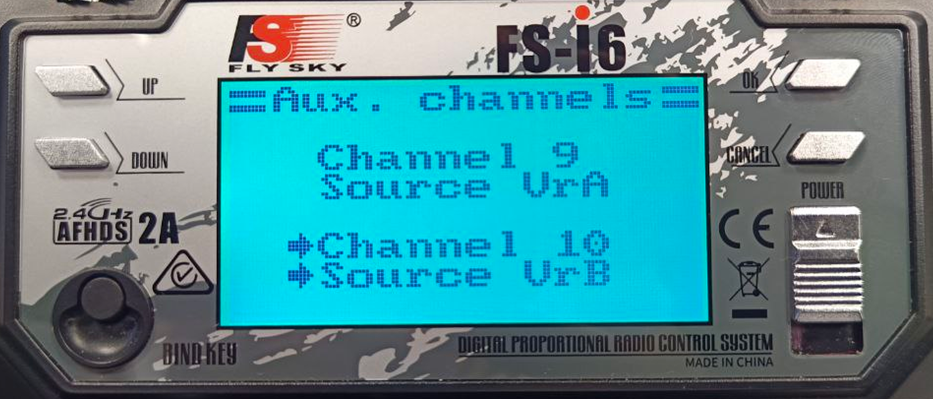 FS
®
FLY SKY
FS-i6
UP
OK
=Aux. channels=
DOWN
CANCEL
Channel 9
Source VrA
POWER
2.4GHz
AFHDS 2A
CE
→Channel 10
→Source VrB
BIND KEY
DIGITAL PROPORTIONAL RADIO CONTROL SYSTEM
MADE IN CHINA